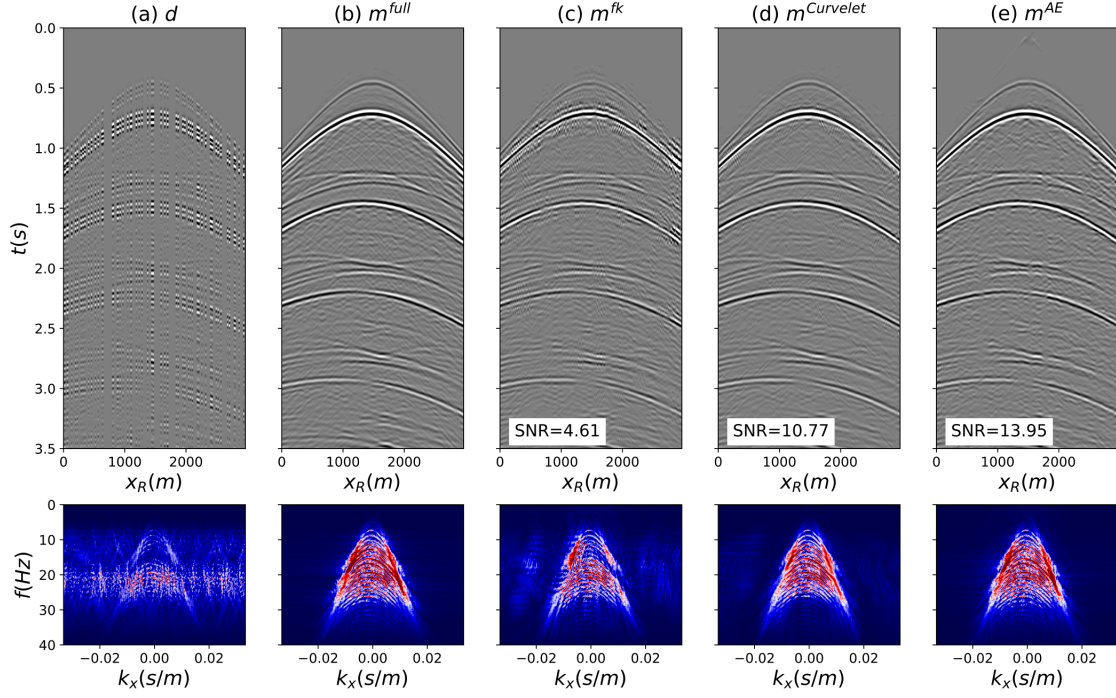 (a) d
(b) m^full
(c) m^fk
(d) m^Curvelet
(e) m^AE
t(s)
0.0
0.5
1.0
1.5
2.0
2.5
3.0
3.5
SNR=4.61
SNR=10.77
SNR=13.95
0 1000 2000
0 1000 2000
0 1000 2000
0 1000 2000
0 1000 2000
x_R(m)
x_R(m)
x_R(m)
x_R(m)
x_R(m)
f(Hz)
0
10
20
30
40
−0.02 0.00 0.02
−0.02 0.00 0.02
−0.02 0.00 0.02
−0.02 0.00 0.02
−0.02 0.00 0.02
k_x(s/m)
k_x(s/m)
k_x(s/m)
k_x(s/m)
k_x(s/m)